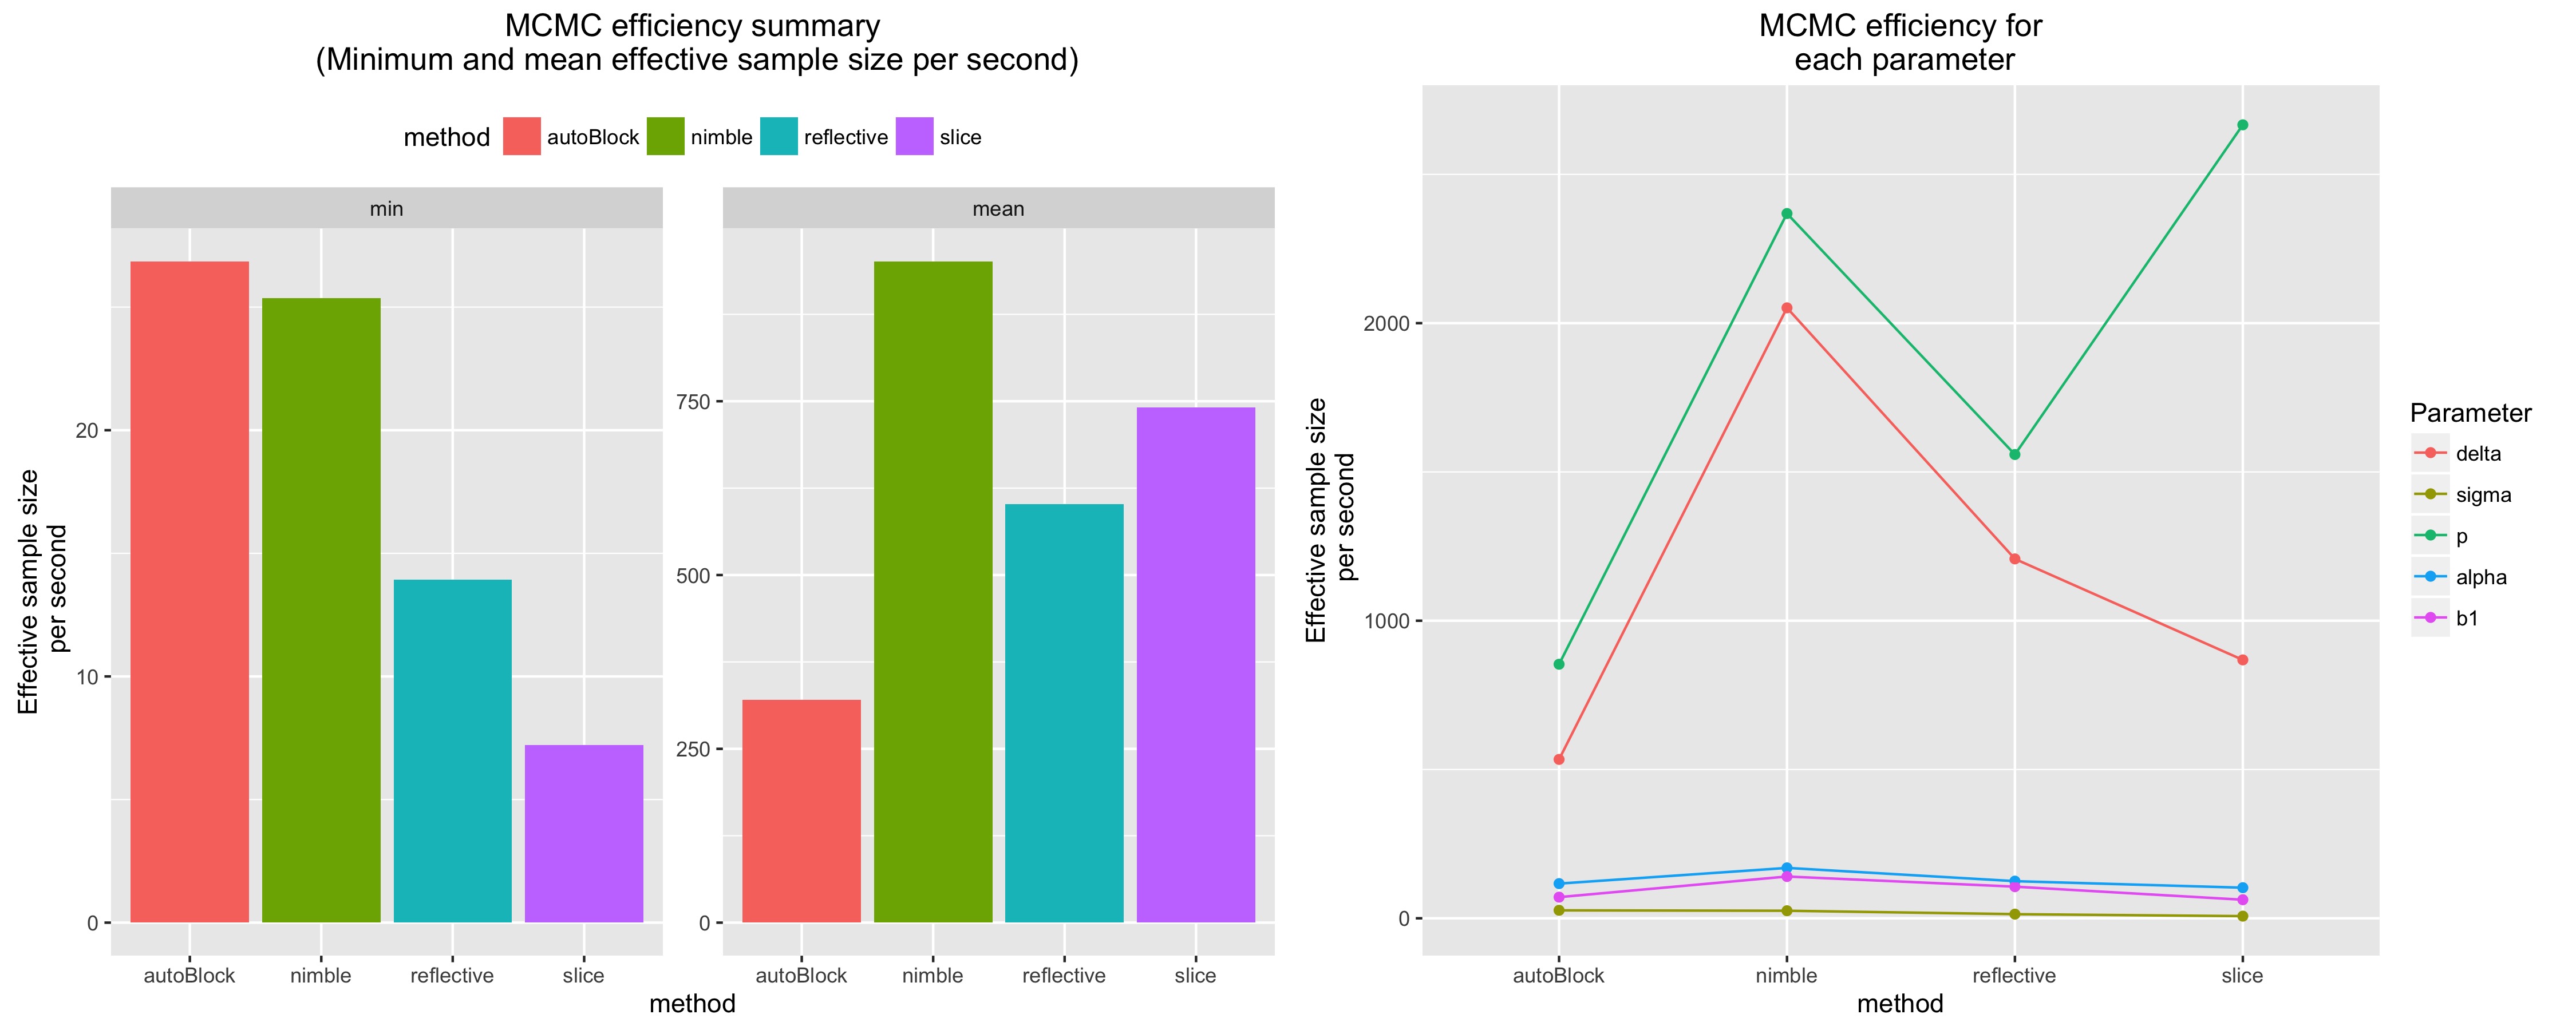 MCMC efficiency summary
(Minimum and mean effective sample size per second)
method autoBlock nimble reflective slice
min
mean
Effective sample size
per second
20
10
0
750
500
250
0
autoBlock nimble reflective slice
autoBlock nimble reflective slice
method
MCMC efficiency for
each parameter
Effective sample size
per second
2000
1000
0
autoBlock nimble reflective slice
method
Parameter
delta
sigma
p
alpha
b1